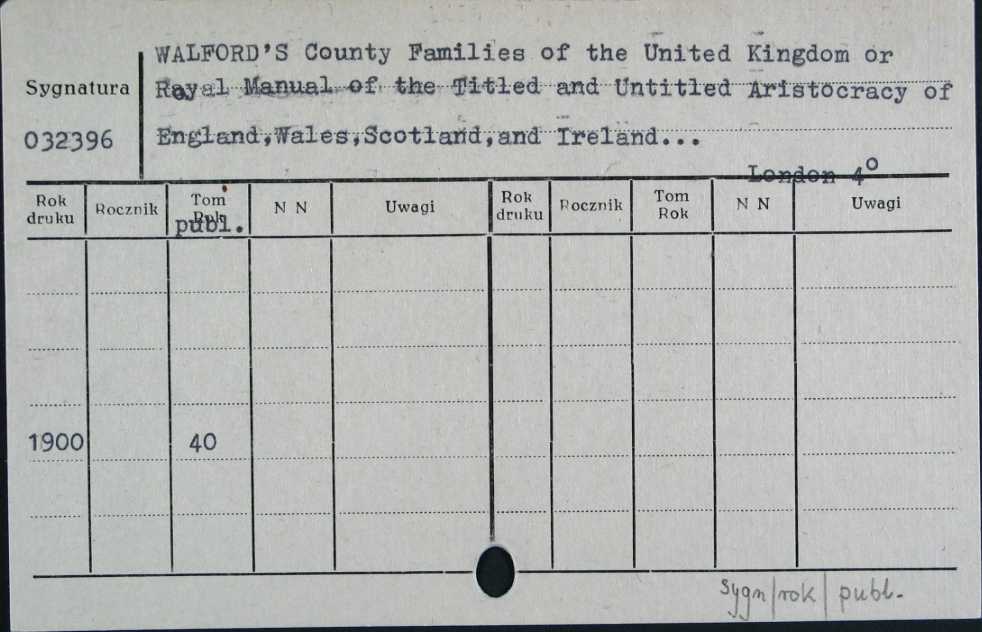 WALFORD'S County Families of the United Kingdom or
Sygnatura Royal Manual of the Titled and Untitled Aristocracy of
032396 England,Wales,Scotland,and Ireland...
London 4o
Rok druku Rocznik Tom Rok N N Uwagi Rok druku Rocznik Tom Rok N N Uwagi
publ.
1900 40
sygn/rok/publ.